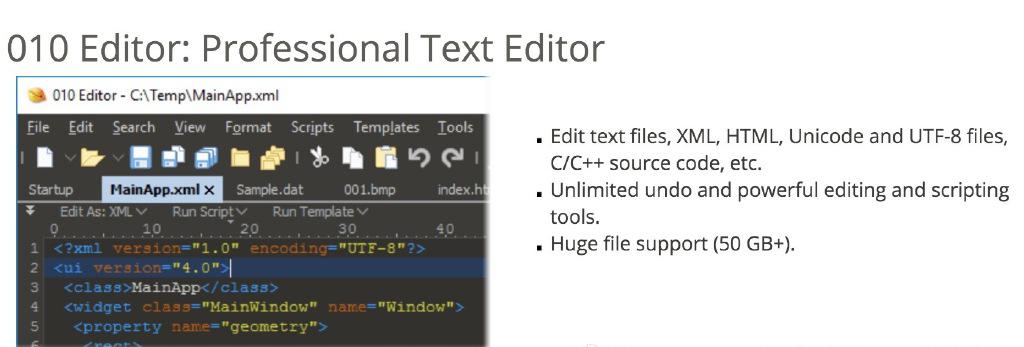 010 Editor: Professional Text Editor
010 Editor - C:\Temp\MainApp.xml
File Edit Search View Format Scripts Templates Tools
Startup MainApp.xml × Sample.dat 001.bmp index.ht
Edit As: XML Run Script Run Template
0 10 20 30 40
1 <?xml version="1.0" encoding="UTF-8"?>
2 <ui version="4.0">
3 <class>MainApp</class>
4 <widget class="MainWindow" name="Window">
5 <property name="geometry">
6 <rect>
▪ Edit text files, XML, HTML, Unicode and UTF-8 files,
C/C++ source code, etc.
▪ Unlimited undo and powerful editing and scripting
tools.
▪ Huge file support (50 GB+).